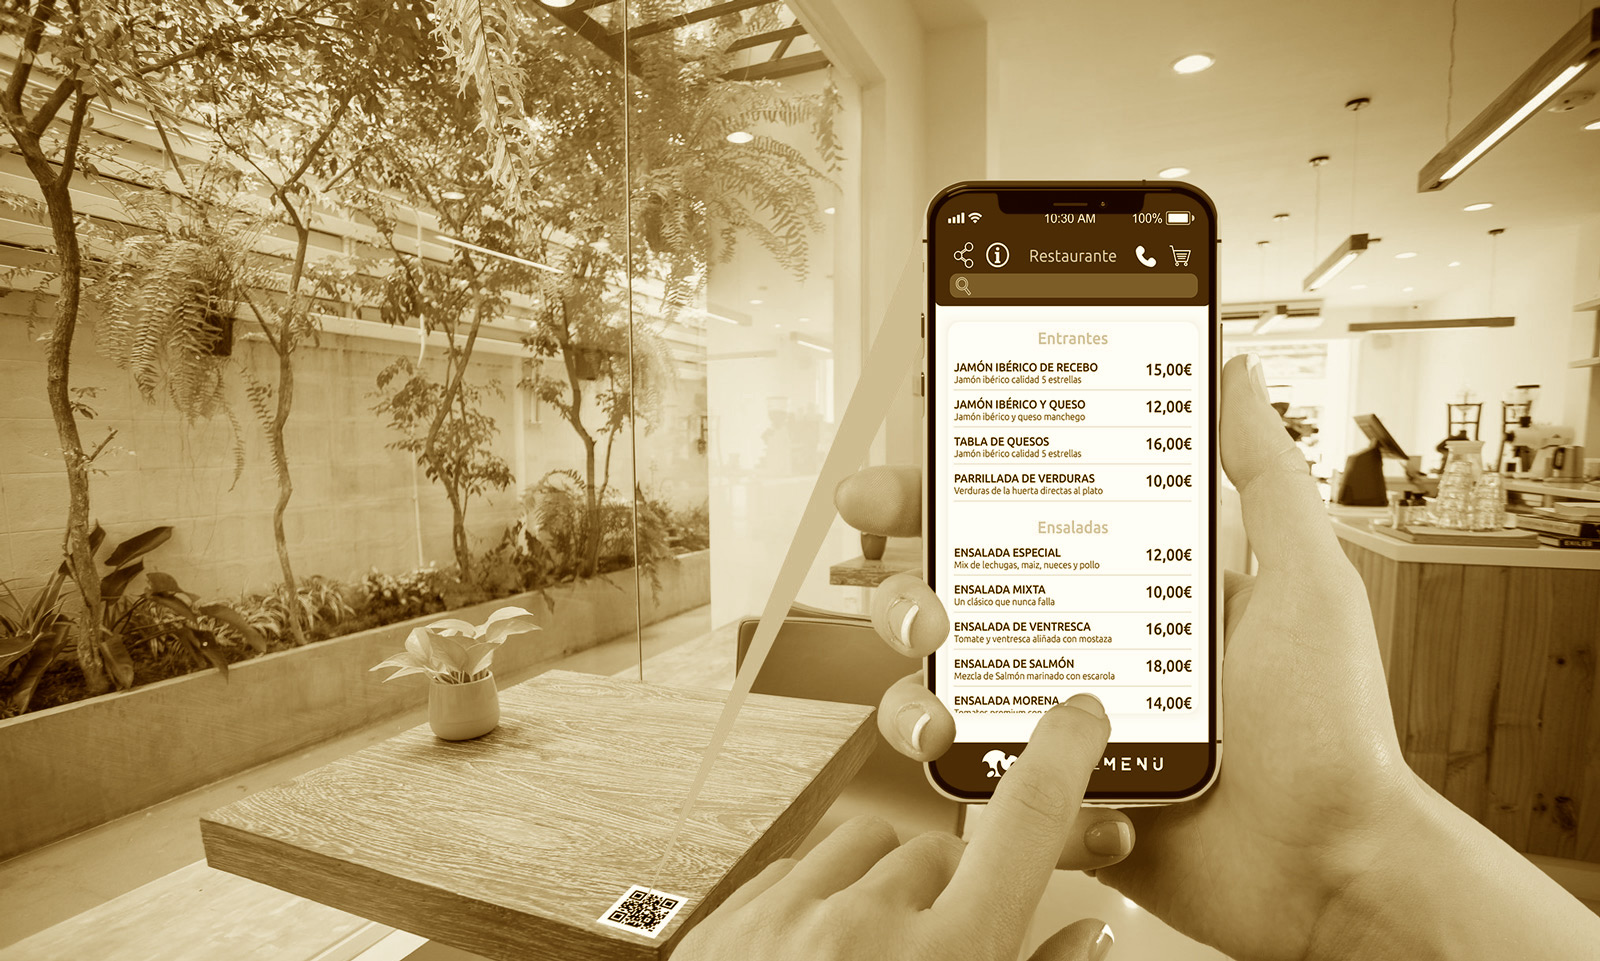 10:30 AM
100%
Restaurante
Entrantes
JAMÓN IBÉRICO DE RECEBO 15,00€
Jamón ibérico calidad 5 estrellas
JAMÓN IBÉRICO Y QUESO 12,00€
Jamón ibérico y queso manchego
TABLA DE QUESOS 16,00€
Jamón ibérico calidad 5 estrellas
PARRILLADA DE VERDURAS 10,00€
Verduras de la huerta directas al plato
Ensaladas
ENSALADA ESPECIAL 12,00€
Mix de lechugas, maiz, nueces y pollo
ENSALADA MIXTA 10,00€
Un clásico que nunca falla
ENSALADA DE VENTRESCA 16,00€
Tomate y ventresca aliñada con mostaza
ENSALADA DE SALMÓN 18,00€
Mezcla de Salmón marinado con escarola
ENSALADA MORENA 14,00€
Tomates premium con
MENÜ